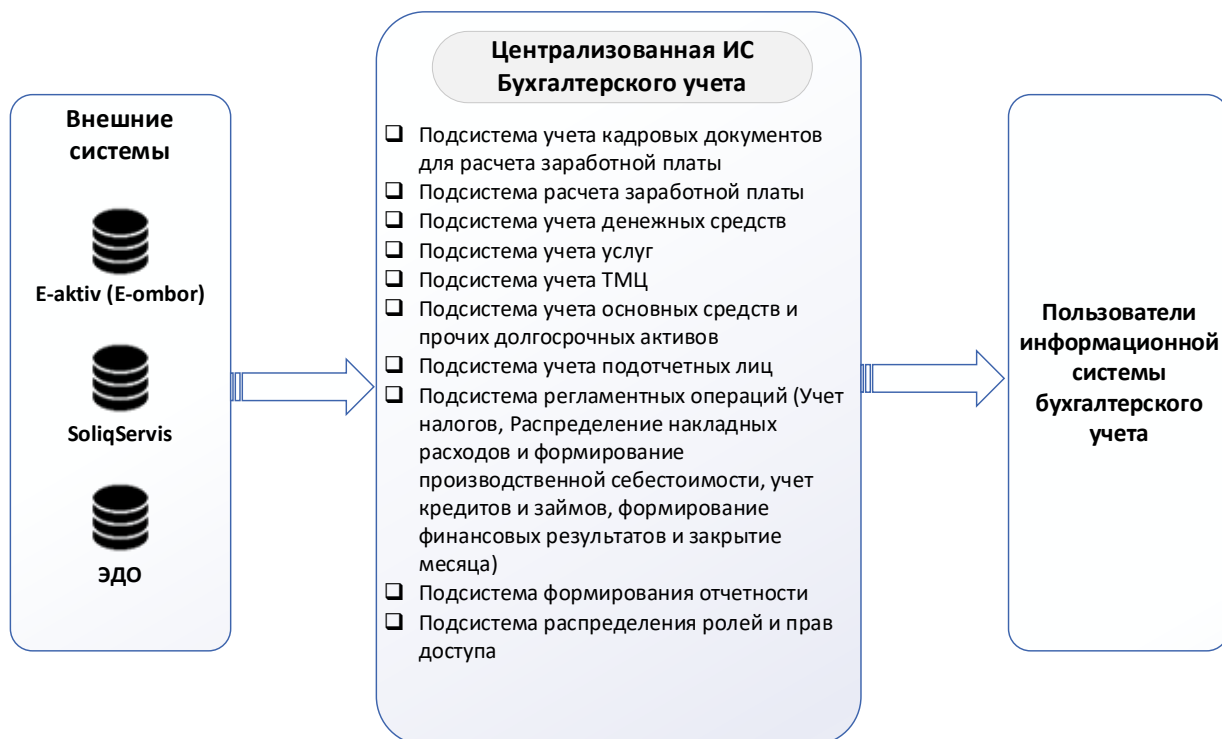 Внешние
системы
E-aktiv (E-ombor)
SoliqServis
ЭДО
Централизованная ИС
Бухгалтерского учета
Подсистема учета кадровых документов
для расчета заработной платы
Подсистема расчета заработной платы
Подсистема учета денежных средств
Подсистема учета услуг
Подсистема учета ТМЦ
Подсистема учета основных средств и
прочих долгосрочных активов
Подсистема учета подотчетных лиц
Подсистема регламентных операций (Учет
налогов, Распределение накладных
расходов и формирование
производственной себестоимости, учет
кредитов и займов, формирование
финансовых результатов и закрытие
месяца)
Подсистема формирования отчетности
Подсистема распределения ролей и прав
доступа
Пользователи
информационной
системы
бухгалтерского
учета